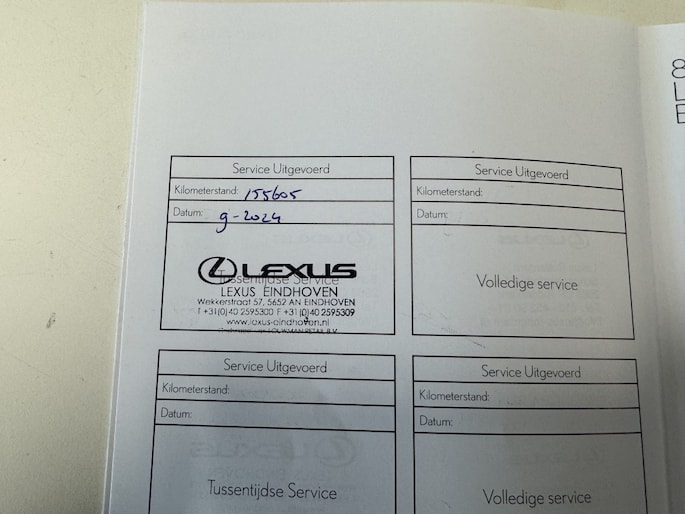 8
L
E
Service Uitgevoerd
Kilometerstand: 155605
Datum: 9-2024
LEXUS
Tussentijdse Service
LEXUS EINDHOVEN
Wekkerstraat 57, 5652 AN EINDHOVEN
T +31(0)40 2595300 F +31(0)40 2595309
www.lexus-eindhoven.nl
Service Uitgevoerd
Kilometerstand:
Datum:
Volledige service
Service Uitgevoerd
Kilometerstand:
Datum:
Tussentijdse Service
Service Uitgevoerd
Kilometerstand:
Datum:
Volledige service